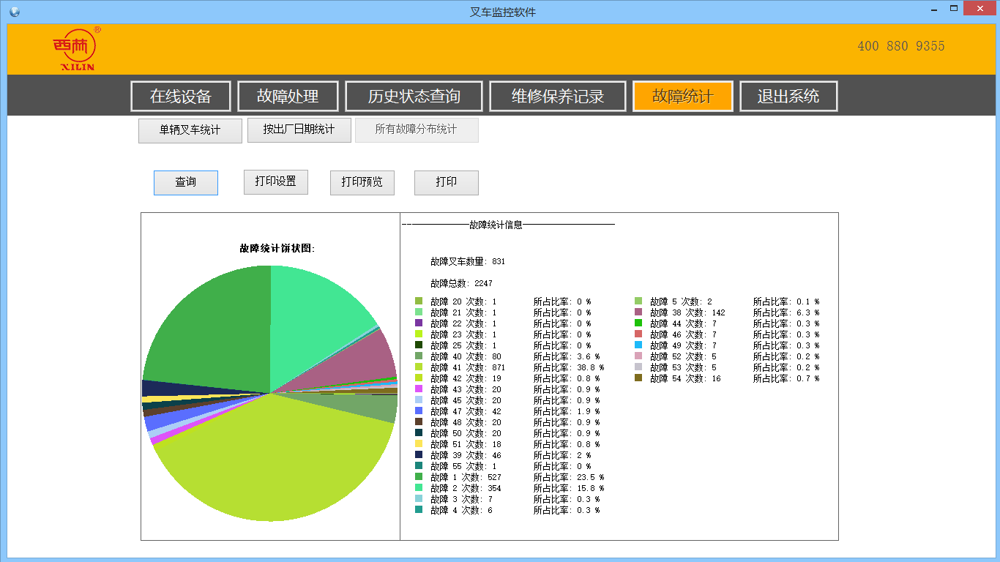 叉车监控软件
西林®
XILIN
400 880 9355
在线设备 故障处理 历史状态查询 维修保养记录 故障统计 退出系统
单辆叉车统计 按出厂日期统计 所有故障分布统计
查询 打印设置 打印预览 打印
故障统计饼状图:
-------------故障统计信息------------------
故障叉车数量: 831
故障总数: 2247
故障 20 次数: 1 所占比率: 0 %
故障 21 次数: 1 所占比率: 0 %
故障 22 次数: 1 所占比率: 0 %
故障 23 次数: 1 所占比率: 0 %
故障 25 次数: 1 所占比率: 0 %
故障 40 次数: 80 所占比率: 3.6 %
故障 41 次数: 871 所占比率: 38.8 %
故障 42 次数: 19 所占比率: 0.8 %
故障 43 次数: 20 所占比率: 0.9 %
故障 45 次数: 20 所占比率: 0.9 %
故障 47 次数: 42 所占比率: 1.9 %
故障 48 次数: 20 所占比率: 0.9 %
故障 50 次数: 20 所占比率: 0.9 %
故障 51 次数: 18 所占比率: 0.8 %
故障 39 次数: 46 所占比率: 2 %
故障 55 次数: 1 所占比率: 0 %
故障 1 次数: 527 所占比率: 23.5 %
故障 2 次数: 354 所占比率: 15.8 %
故障 3 次数: 7 所占比率: 0.3 %
故障 4 次数: 6 所占比率: 0.3 %
故障 5 次数: 2 所占比率: 0.1 %
故障 38 次数: 142 所占比率: 6.3 %
故障 44 次数: 7 所占比率: 0.3 %
故障 46 次数: 7 所占比率: 0.3 %
故障 49 次数: 7 所占比率: 0.3 %
故障 52 次数: 5 所占比率: 0.2 %
故障 53 次数: 5 所占比率: 0.2 %
故障 54 次数: 16 所占比率: 0.7 %